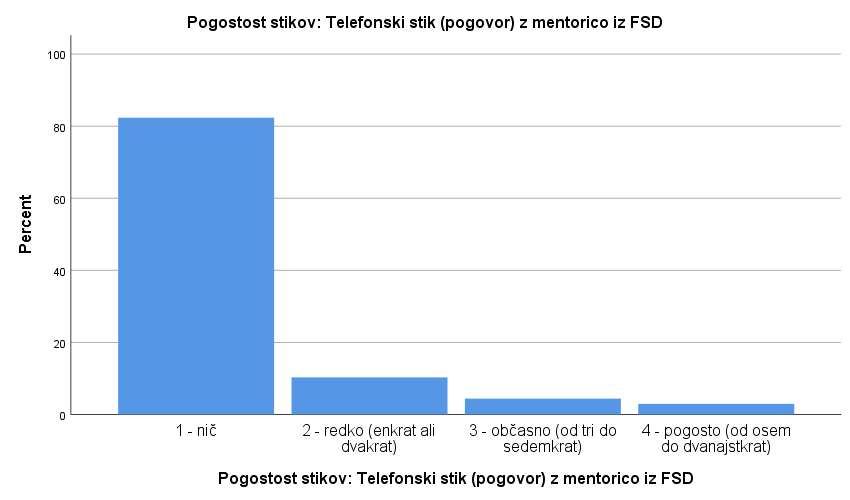 Pogostost stikov: Telefonski stik (pogovor) z mentorico iz FSD
100
80
60
40
20
0
Percent
1 - nič
2 - redko (enkrat ali
dvakrat)
3 - občasno (od tri do
sedemkrat)
4 - pogosto (od osem
do dvanajstkrat)
Pogostost stikov: Telefonski stik (pogovor) z mentorico iz FSD